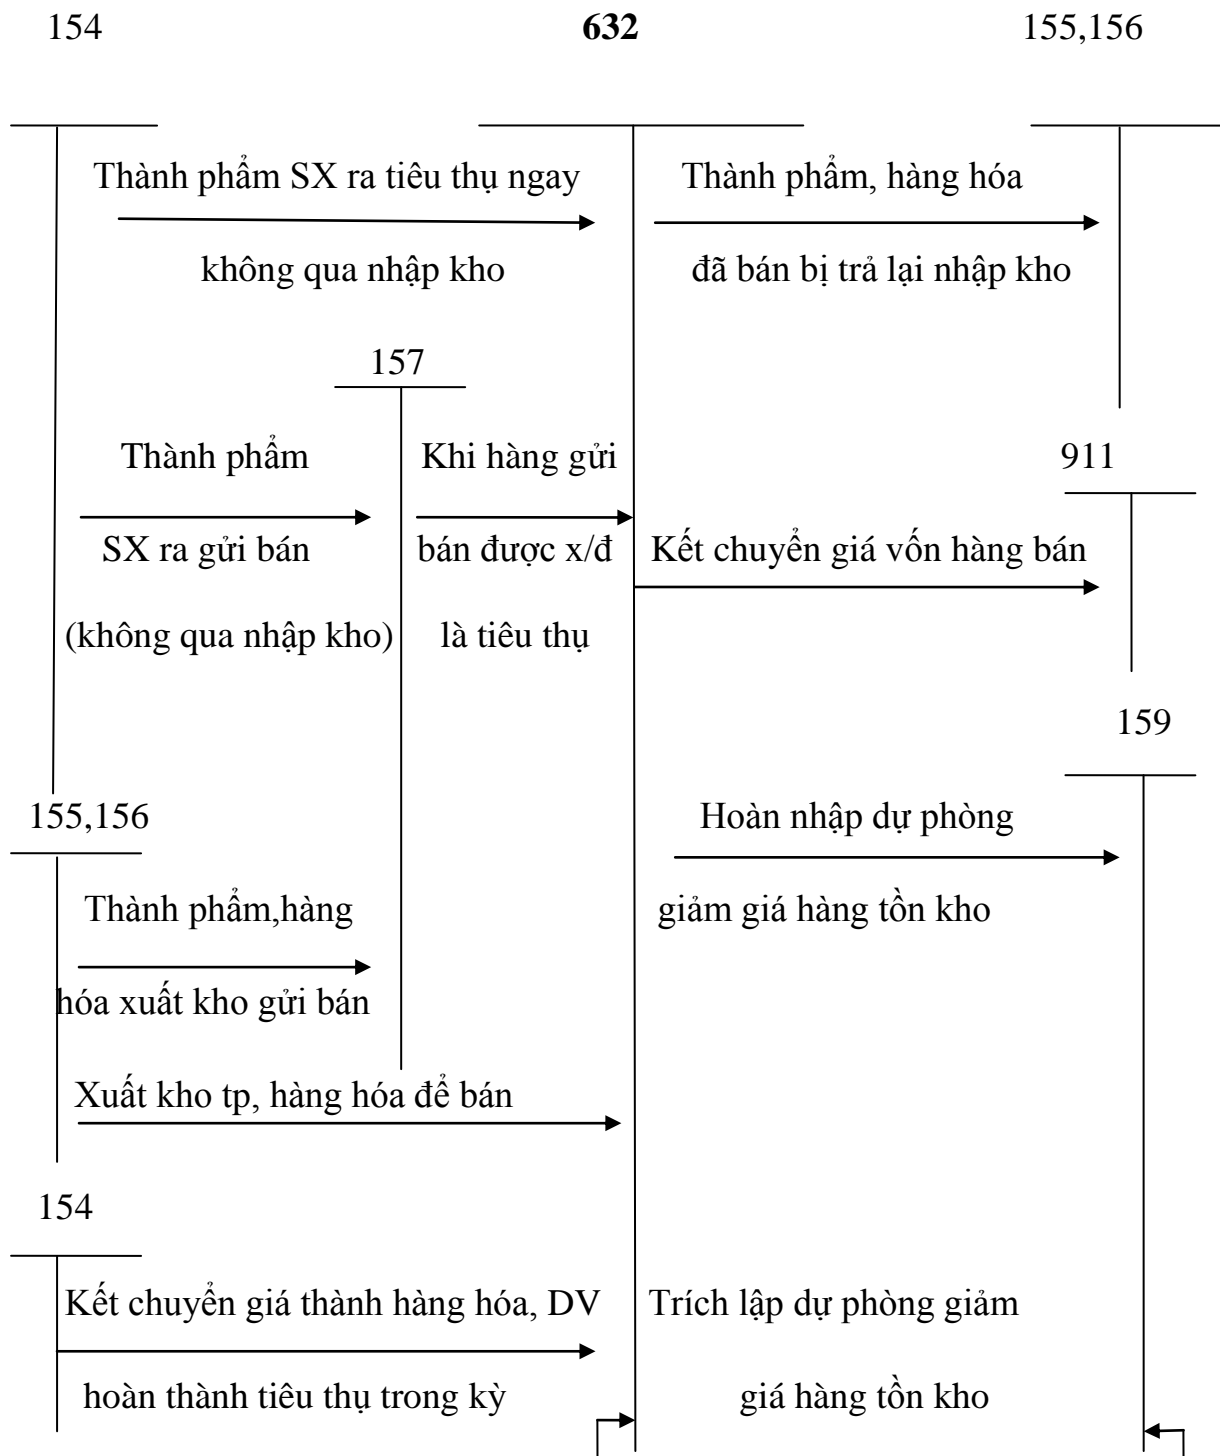 154
632
155,156
Thành phẩm SX ra tiêu thụ ngay
không qua nhập kho
Thành phẩm, hàng hóa
đã bán bị trả lại nhập kho
157
Thành phẩm
SX ra gửi bán
(không qua nhập kho)
Khi hàng gửi
bán được x/đ
là tiêu thụ
911
Kết chuyển giá vốn hàng bán
159
155,156
Hoàn nhập dự phòng
giảm giá hàng tồn kho
Thành phẩm,hàng
hóa xuất kho gửi bán
Xuất kho tp, hàng hóa để bán
154
Kết chuyển giá thành hàng hóa, DV
hoàn thành tiêu thụ trong kỳ
Trích lập dự phòng giảm
giá hàng tồn kho